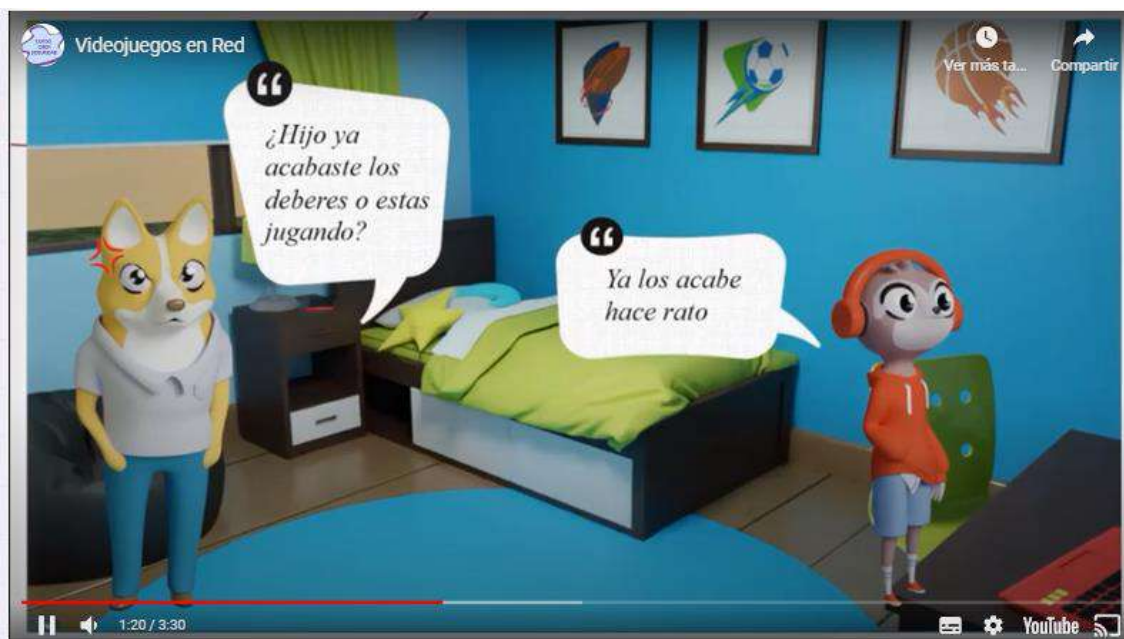 Videojuegos en Red
Ver más ta...
Compartir
¿Hijo ya
acabaste los
deberes o estas
jugando?
Ya los acabe
hace rato
1:20 / 3:30
YouTube